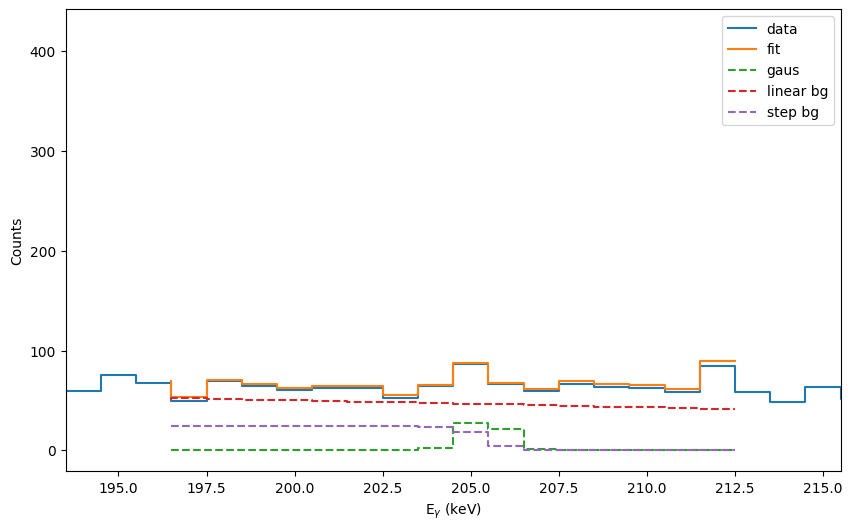 data
fit
gaus
linear bg
step bg
400
300
200
100
0
Counts
195.0 197.5 200.0 202.5 205.0 207.5 210.0 212.5 215.0
Eγ (keV)